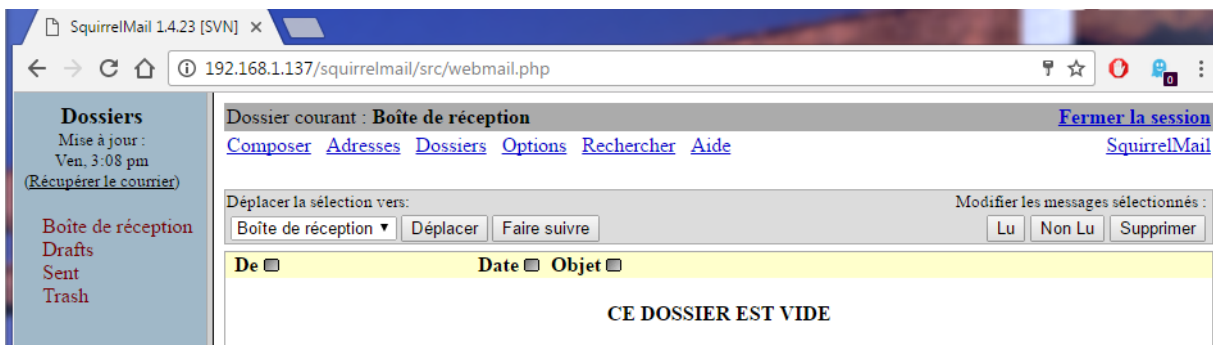 SquirrelMail 1.4.23 [SVN]
192.168.1.137/squirrelmail/src/webmail.php
0
Dossiers
Mise à jour :
Ven, 3:08 pm
(Récupérer le courrier)
Boîte de réception
Drafts
Sent
Trash
Dossier courant : Boîte de réception Fermer la session
Composer Adresses Dossiers Options Rechercher Aide SquirrelMail
Déplacer la sélection vers: Modifier les messages sélectionnés :
Boîte de réception Déplacer Faire suivre Lu Non Lu Supprimer
De Date Objet
CE DOSSIER EST VIDE